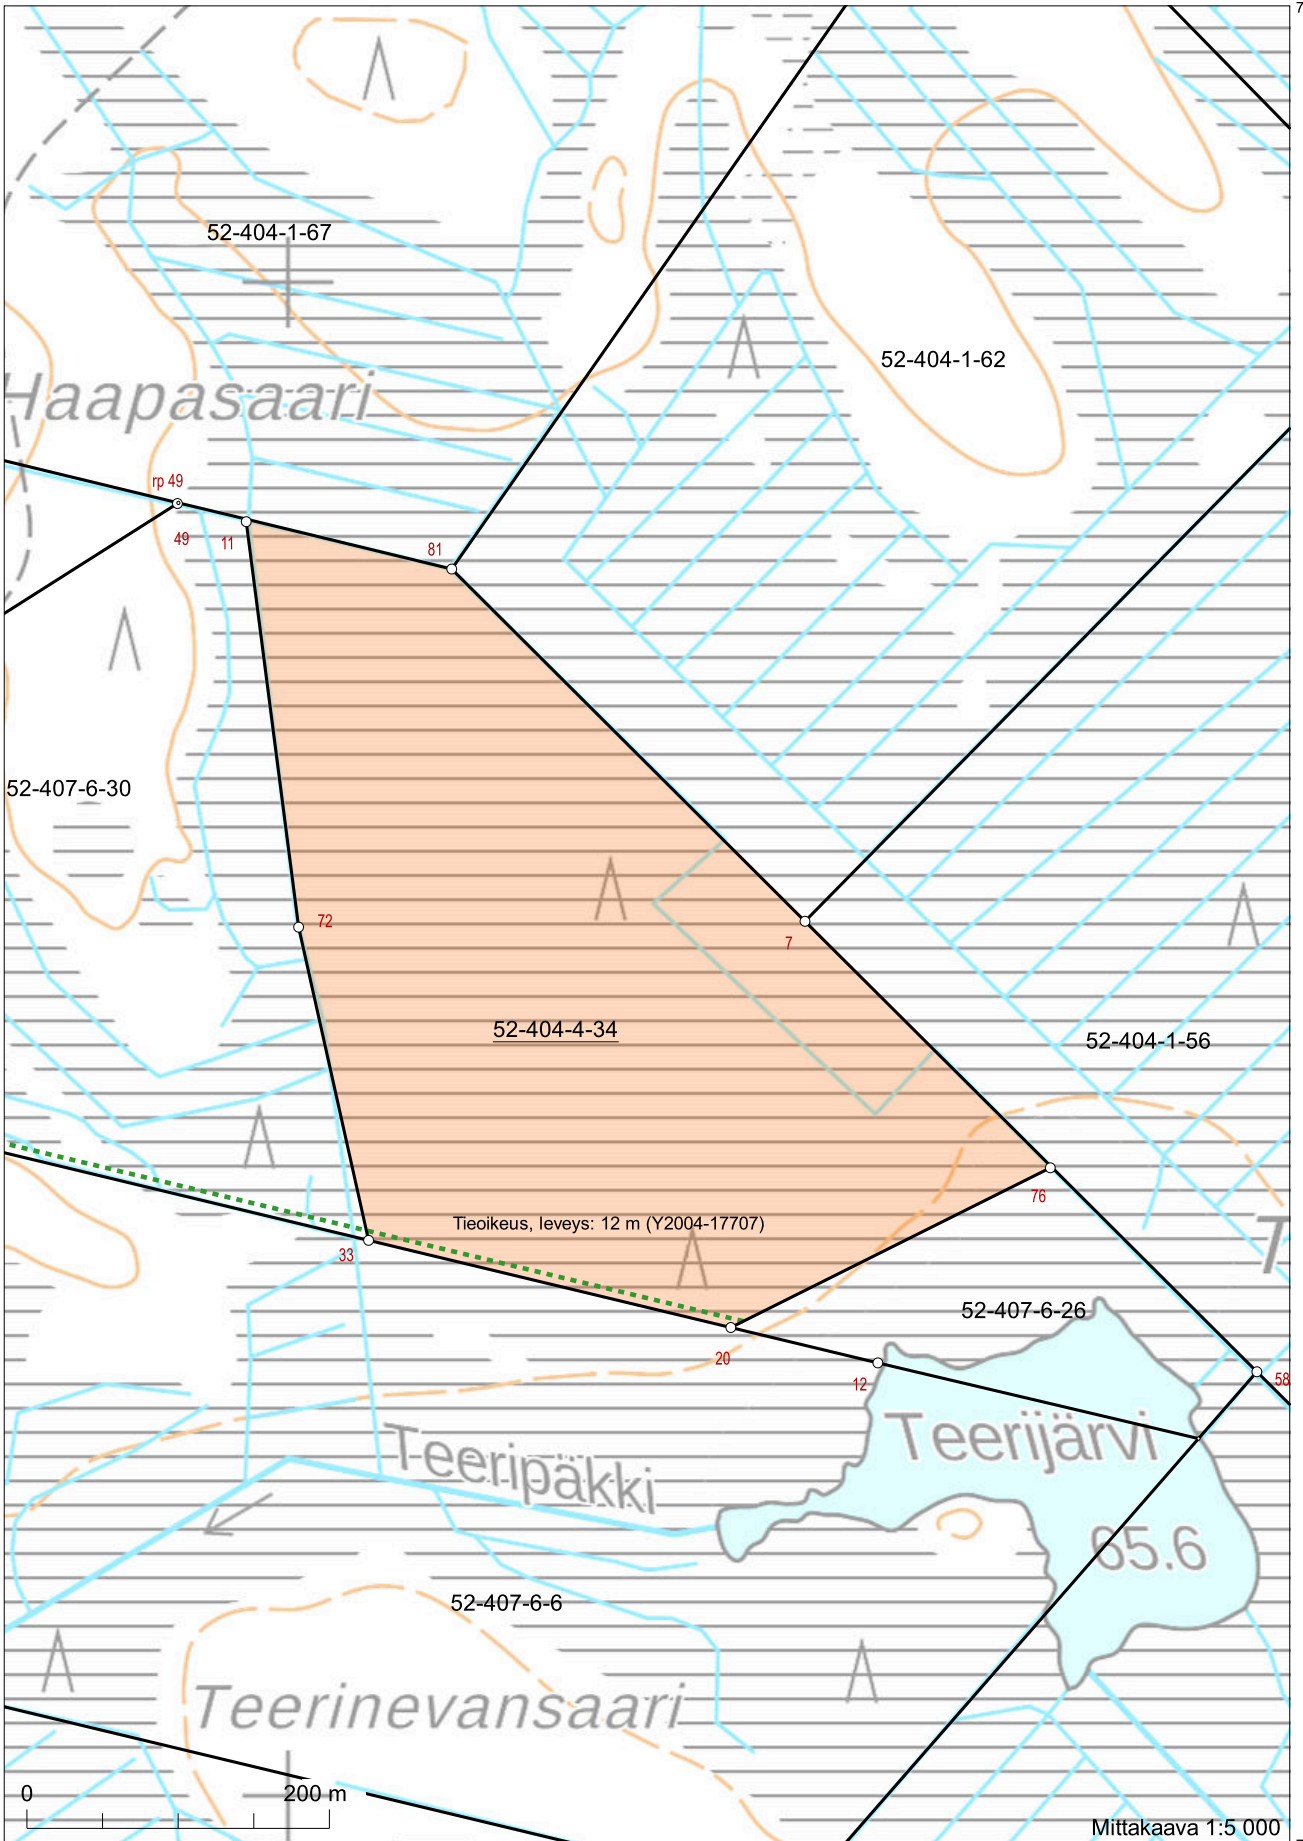 7
52-404-1-67
52-404-1-62
Haapasaari
rp 49
49
11
81
52-407-6-30
72
7
52-404-4-34
52-404-1-56
76
Tieoikeus, leveys: 12 m (Y2004-17707)
T
33
52-407-6-26
20
12
58
Teerijärvi
Teeripäkki
65.6
52-407-6-6
Teerinevansaari
0
200 m
Mittakaava 1:5 000